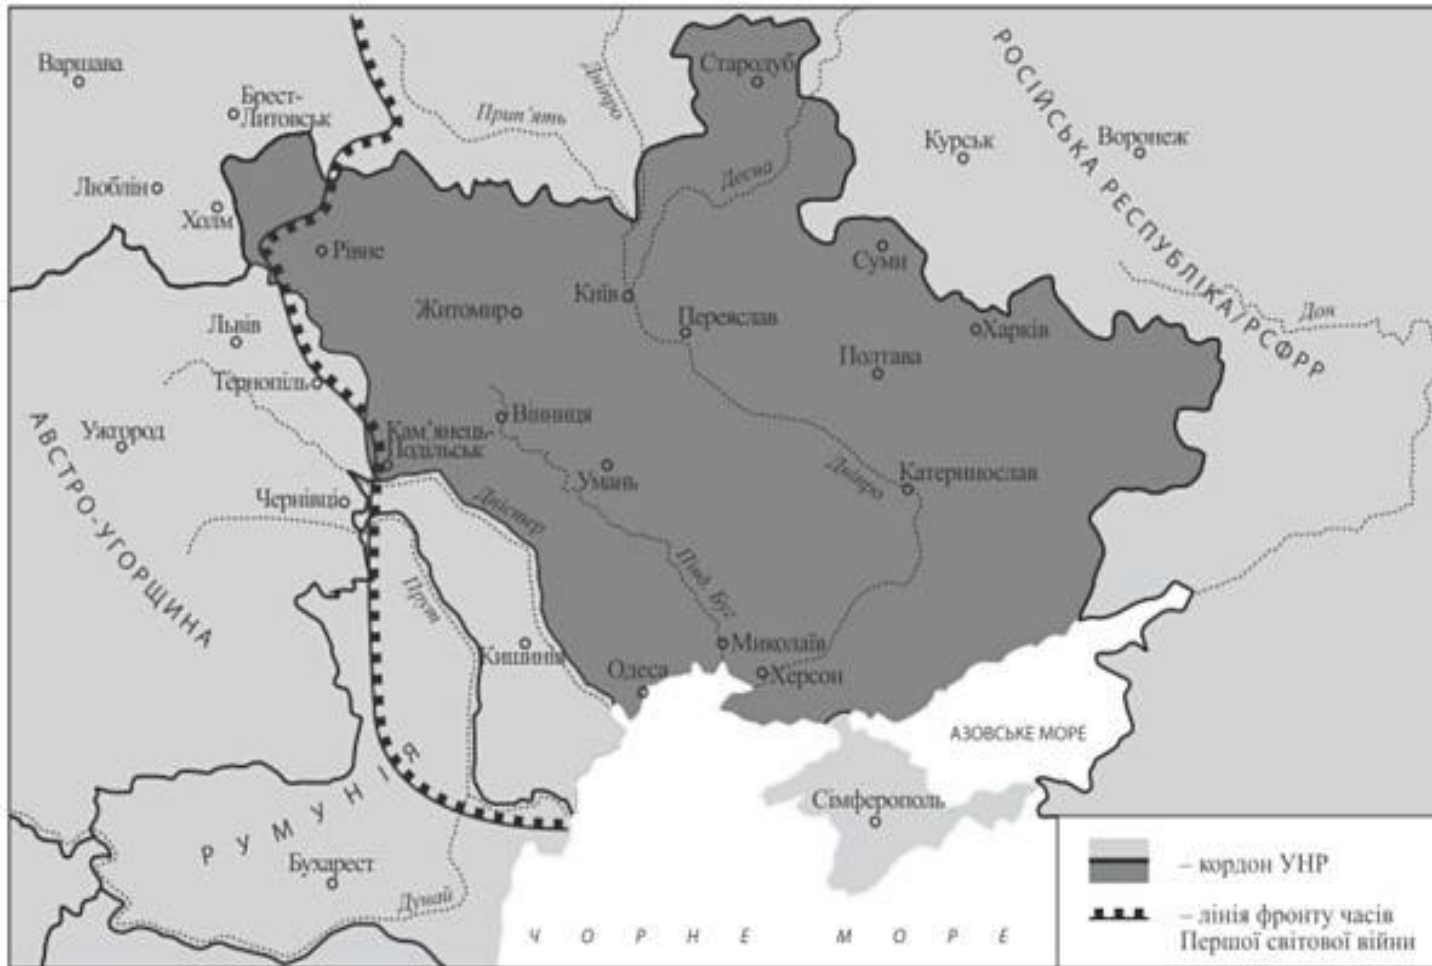 Варшава
Брест-
Литовськ
Люблін
Холм
Прип'ять
Дніпро
Стародуб
Десна
Курськ
Воронеж
РОСІЙСЬКА РЕСПУБЛІКА/РСФРР
Дон
Рівне
Житомир
Київ
Переяслав
Суми
Харків
Полтава
Львів
Тернопіль
Ужгород
АВСТРО-УГОРЩИНА
Кам'янець-
Подільськ
Вінниця
Умань
Дніпро
Катеринослав
Чернівці
Дністер
Півд. Буг
Прут
Кишинів
Одеса
Миколаїв
Херсон
АЗОВСЬКЕ МОРЕ
Сімферополь
РУМУНІЯ
Бухарест
Дунай
ЧОРНЕ МОРЕ
– кордон УНР
– лінія фронту часів
Першої світової війни